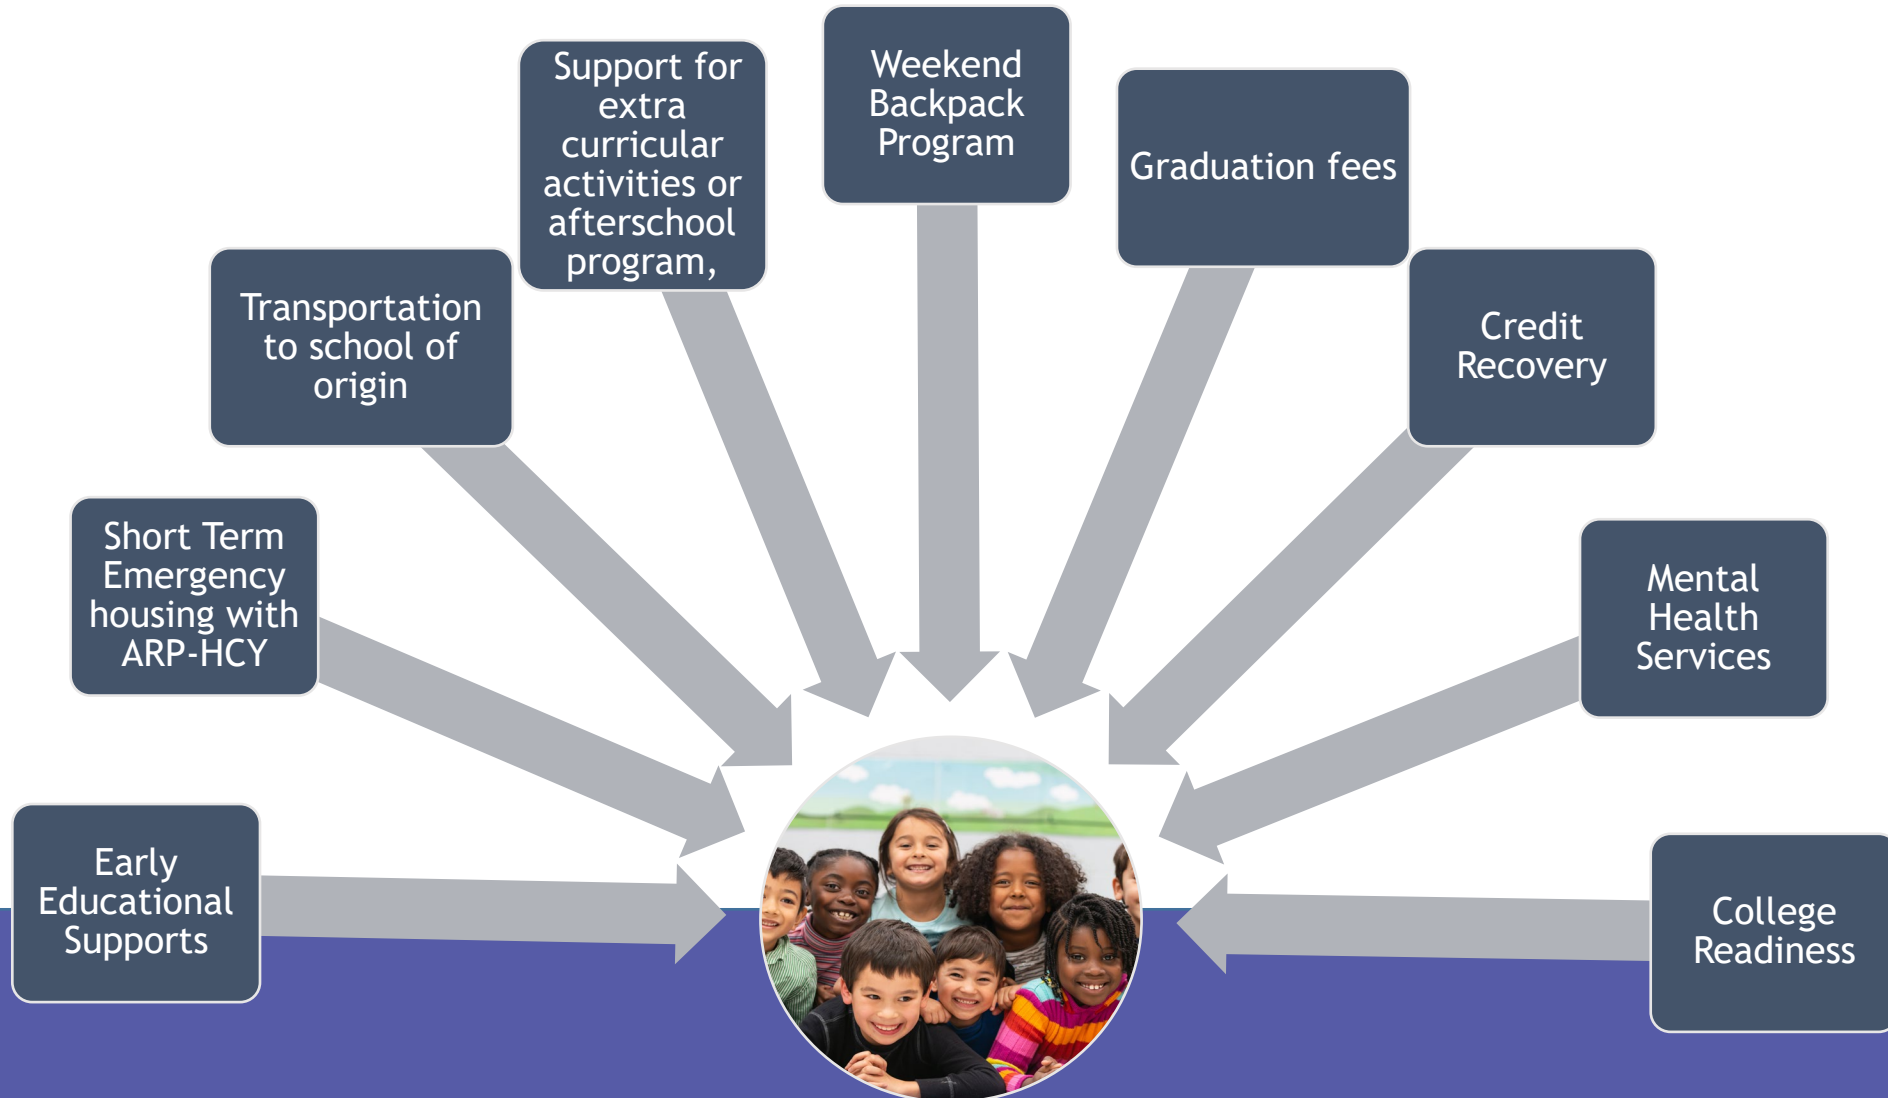 Early
Educational
Supports
Short Term
Emergency
housing with
ARP-HCY
Transportation
to school of
origin
Support for
extra
curricular
activities or
afterschool
program,
Weekend
Backpack
Program
Graduation fees
Credit
Recovery
Mental
Health
Services
College
Readiness